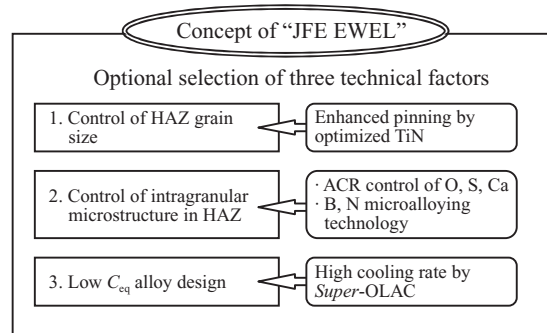 Concept of “JFE EWEL”
Optional selection of three technical factors
1. Control of HAZ grain
size
Enhanced pinning by
optimized TiN
2. Control of intragranular
microstructure in HAZ
· ACR control of O, S, Ca
· B, N microalloying
technology
3. Low Ceq alloy design
High cooling rate by
Super-OLAC